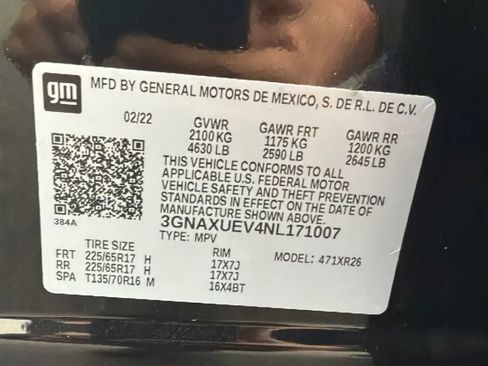 gm
MFD BY GENERAL MOTORS DE MEXICO, S. DE R.L. DE C.V.
02/22 GVWR GAWR FRT GAWR RR
2100 KG 1175 KG 1200 KG
4630 LB 2590 LB 2645 LB
THIS VEHICLE CONFORMS TO ALL
APPLICABLE U.S. FEDERAL MOTOR
VEHICLE SAFETY AND THEFT PREVENTION
STANDARDS IN EFFECT ON THE DATE OF
MANUFACTURE SHOWN ABOVE.
384A
3GNAXUEV4NL171007
TYPE: MPV
TIRE SIZE RIM MODEL: 471XR26
FRT 225/65R17 H 17X7J
RR 225/65R17 H 17X7J
SPA T135/70R16 M 16X4BT